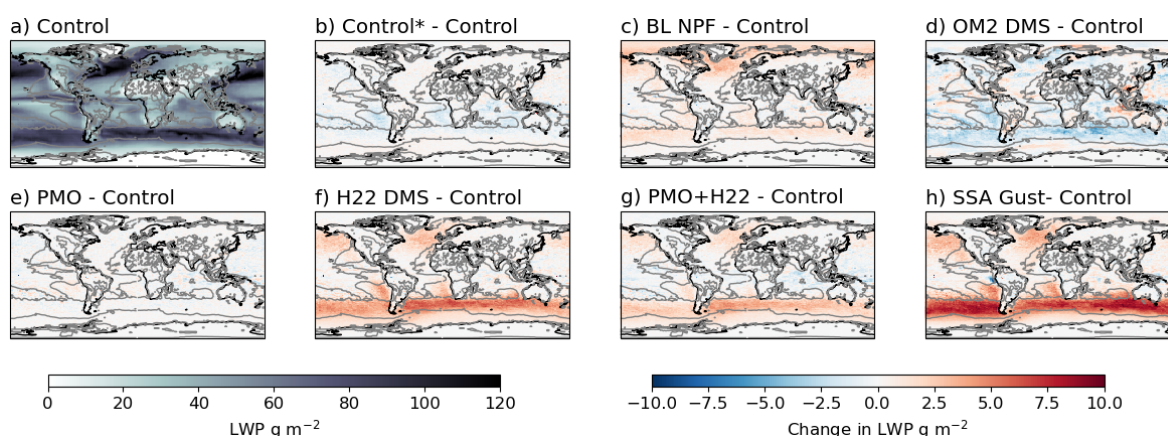 a) Control
b) Control* - Control
c) BL NPF - Control
d) OM2 DMS - Control
e) PMO - Control
f) H22 DMS - Control
g) PMO+H22 - Control
h) SSA Gust- Control
0 20 40 60 80 100 120
LWP g m⁻²
−10.0 −7.5 −5.0 −2.5 0.0 2.5 5.0 7.5 10.0
Change in LWP g m⁻²